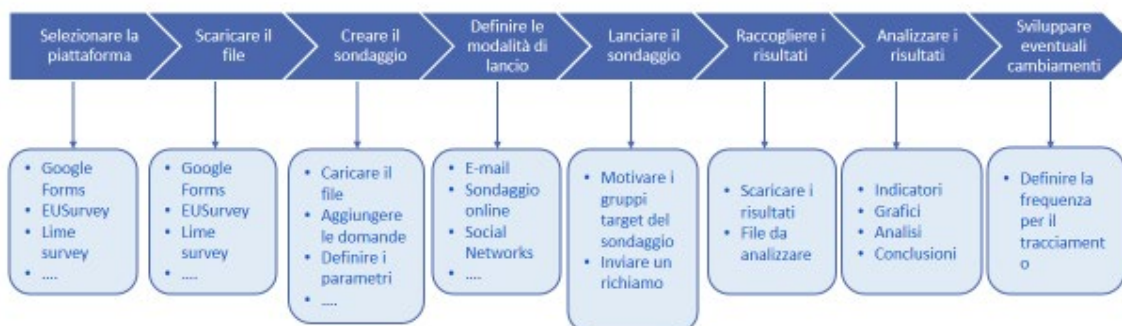 Selezionare la
piattaforma
Scaricare il
file
Creare il
sondaggio
Definire le
modalità di
lancio
Lanciare il
sondaggio
Raccogliere i
risultati
Analizzare i
risultati
Sviluppare
eventuali
cambiamenti
• Google
Forms
• EUSurvey
• Lime
survey
• ....
• Google
Forms
• EUSurvey
• Lime
survey
• ....
• Caricare il
file
• Aggiungere
le domande
• Definire i
parametri
• ....
• E-mail
• Sondaggio
online
• Social
Networks
• ....
• Motivare i
gruppi
target del
sondaggio
• Inviare un
richiamo
• Scaricare i
risultati
• File da
analizzare
• Indicatori
• Grafici
• Analisi
• Conclusioni
• Definire la
frequenza
per il
tracciament
o